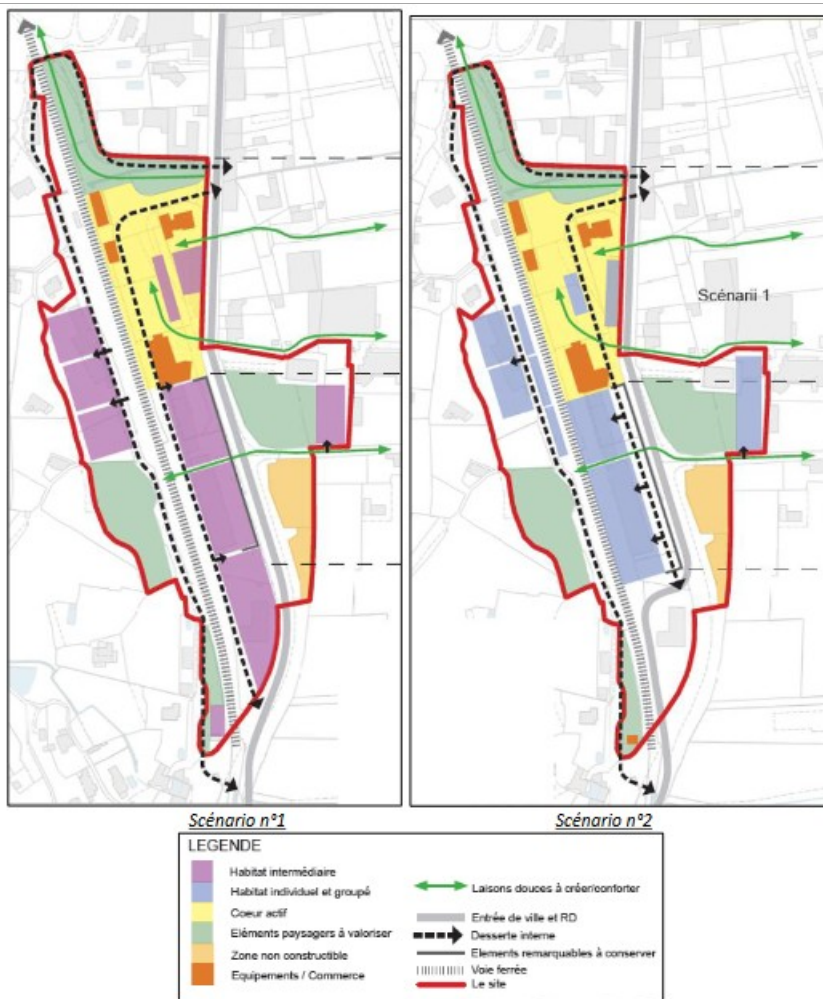 Scénarii 1
Scénario n°1
Scénario n°2
LEGENDE
Habitat intermédiaire
Habitat individuel et groupé
Coeur actif
Eléments paysagers à valoriser
Zone non constructible
Equipements / Commerce
Laisons douces à créer/conforter
Entrée de ville et RD
Desserte interne
Elements remarquables à conserver
Voie ferrée
Le site